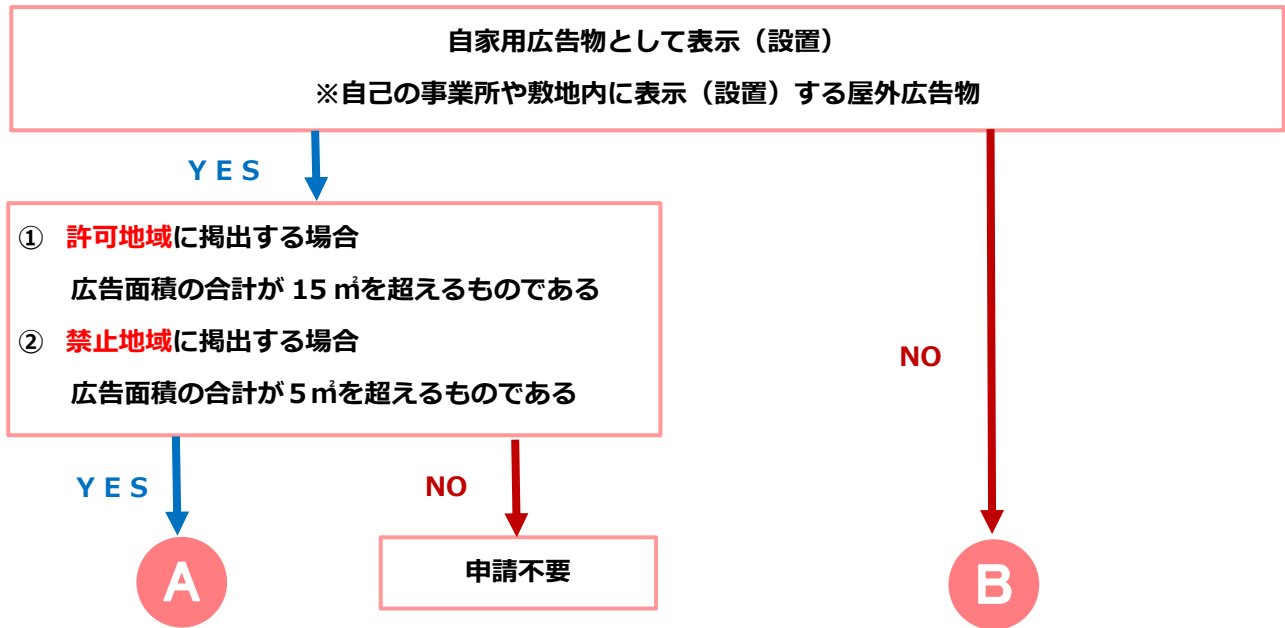 自家用広告物として表示（設置）
※自己の事業所や敷地内に表示（設置）する屋外広告物
ＹＥＳ
① 許可地域に掲出する場合
広告面積の合計が 15 ㎡を超えるものである
② 禁止地域に掲出する場合
広告面積の合計が５㎡を超えるものである
NO
ＹＥＳ
NO
A
申請不要
B